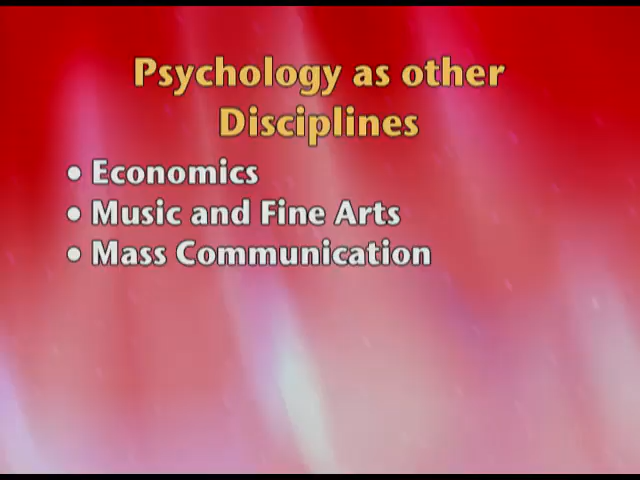 Psychology as other
Disciplines
• Economics
• Music and Fine Arts
• Mass Communication